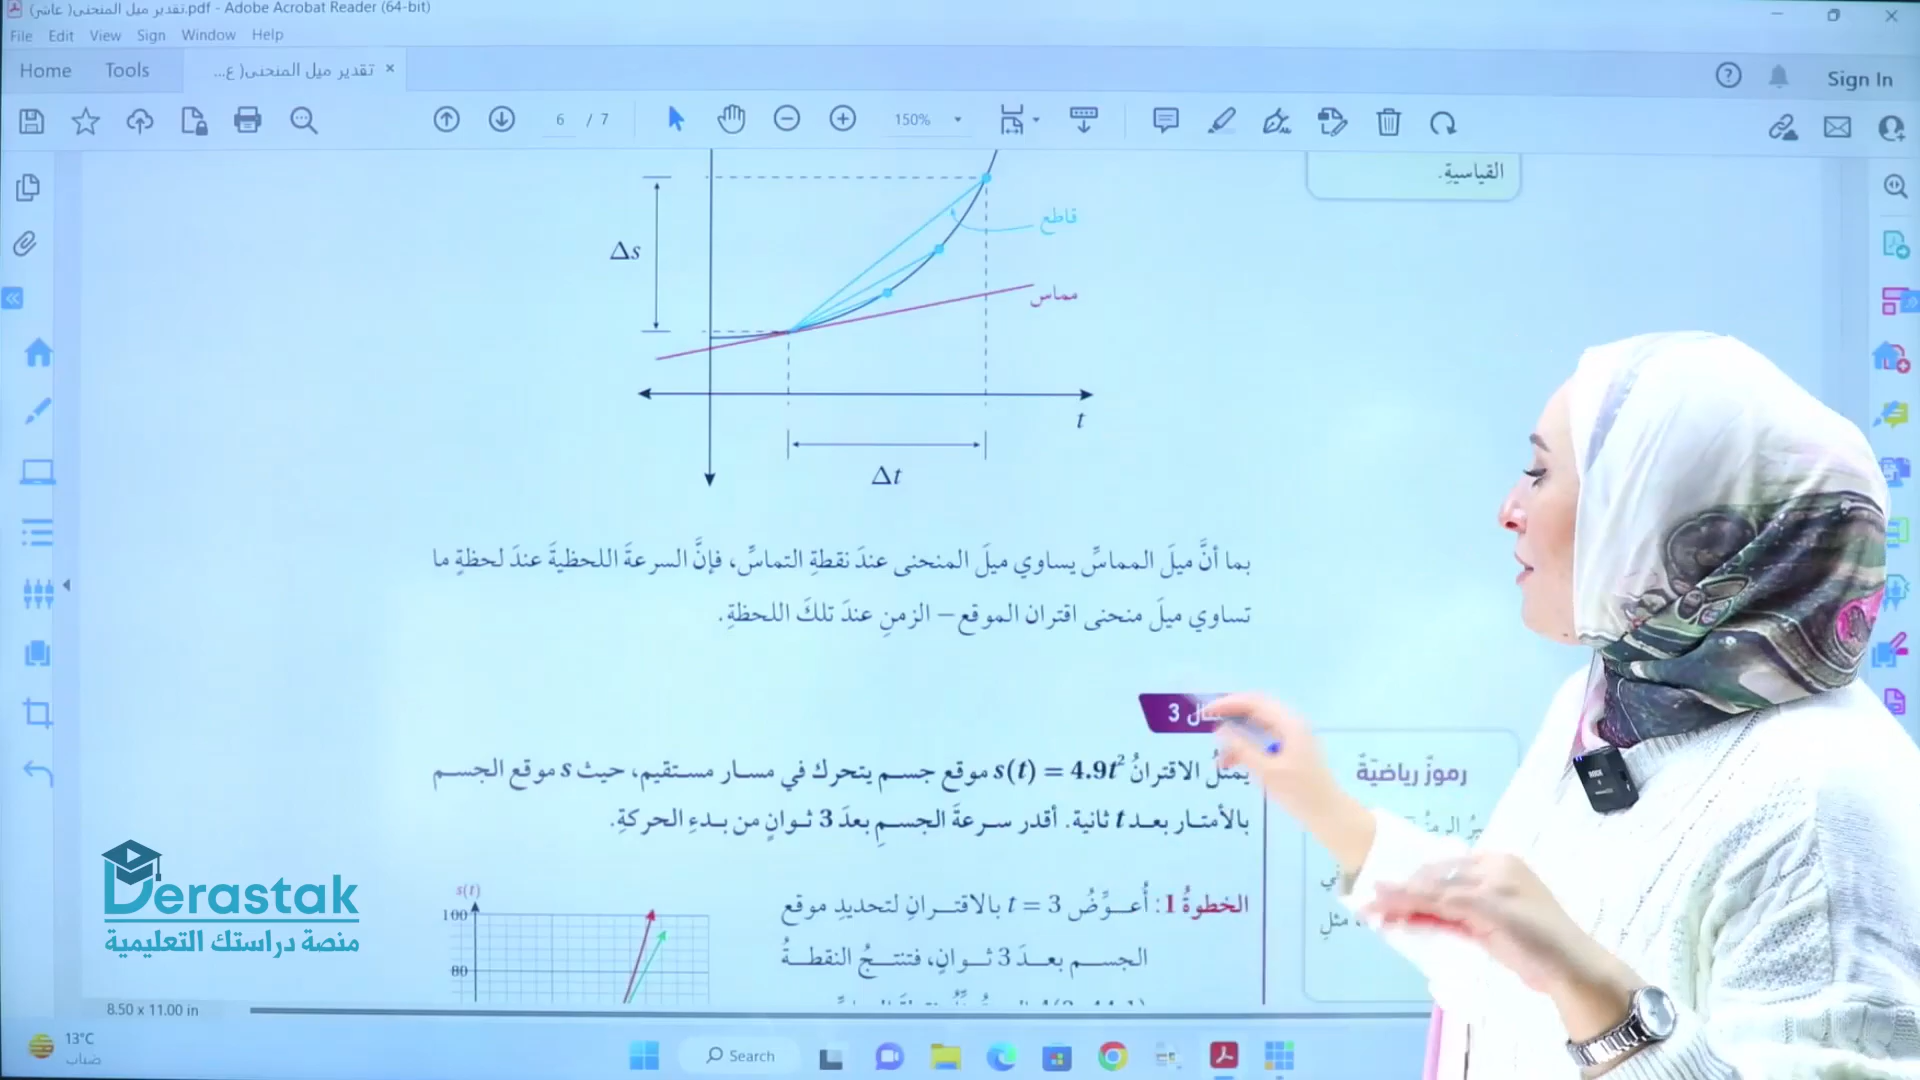 تقدير ميل المنحنى( عاشر).pdf - Adobe Acrobat Reader (64-bit)
File Edit View Sign Window Help
Home Tools تقدير ميل المنحنى( ع... ×
Sign In
6 / 7 150%
القياسيةِ.
قاطع
Δs
مماس
t
Δt
بما أنَّ ميلَ المماسِّ يساوي ميلَ المنحنى عندَ نقطةِ التماسِّ، فإنَّ السرعةَ اللحظيةَ عندَ لحظةٍ ما
تساوي ميلَ منحنى اقتران الموقع – الزمنِ عندَ تلكَ اللحظةِ.
3
يمثلُ الاقترانُ s(t) = 4.9t² موقع جسم يتحرك في مسار مستقيم، حيث s موقع الجسم
بالأمتار بعد t ثانية. أقدر سرعةَ الجسمِ بعدَ 3 ثوانٍ من بدءِ الحركةِ.
رموزٌ رياضيّةٌ
مثلِ
الخطوةُ 1: أُعوِّضُ t = 3 بالاقترانِ لتحديدِ موقع
الجسم بعدَ 3 ثوانٍ، فتنتجُ النقطةُ
s(t)
100
80
Derastak
منصة دراستك التعليمية
8.50 x 11.00 in
13°C
ضباب
Search